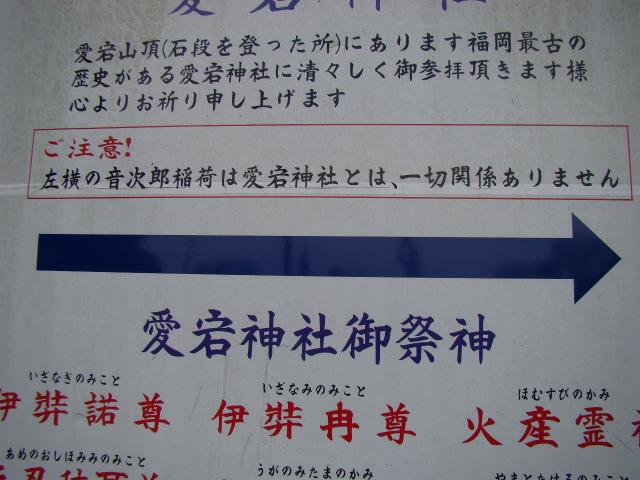 愛宕神社
愛宕山頂(石段を登った所)にあります福岡最古の
歴史がある愛宕神社に清々しく御参拝頂きます様
心よりお祈り申し上げます
ご注意!
左横の音次郎稲荷は愛宕神社とは、一切関係ありません
愛宕神社御祭神
いざなぎのみこと いざなみのみこと ほむすびのかみ
伊弉諾尊 伊弉冉尊 火産霊
あめのおしほみみのみこと うがのみたまのかみ やまとたけるのみこと